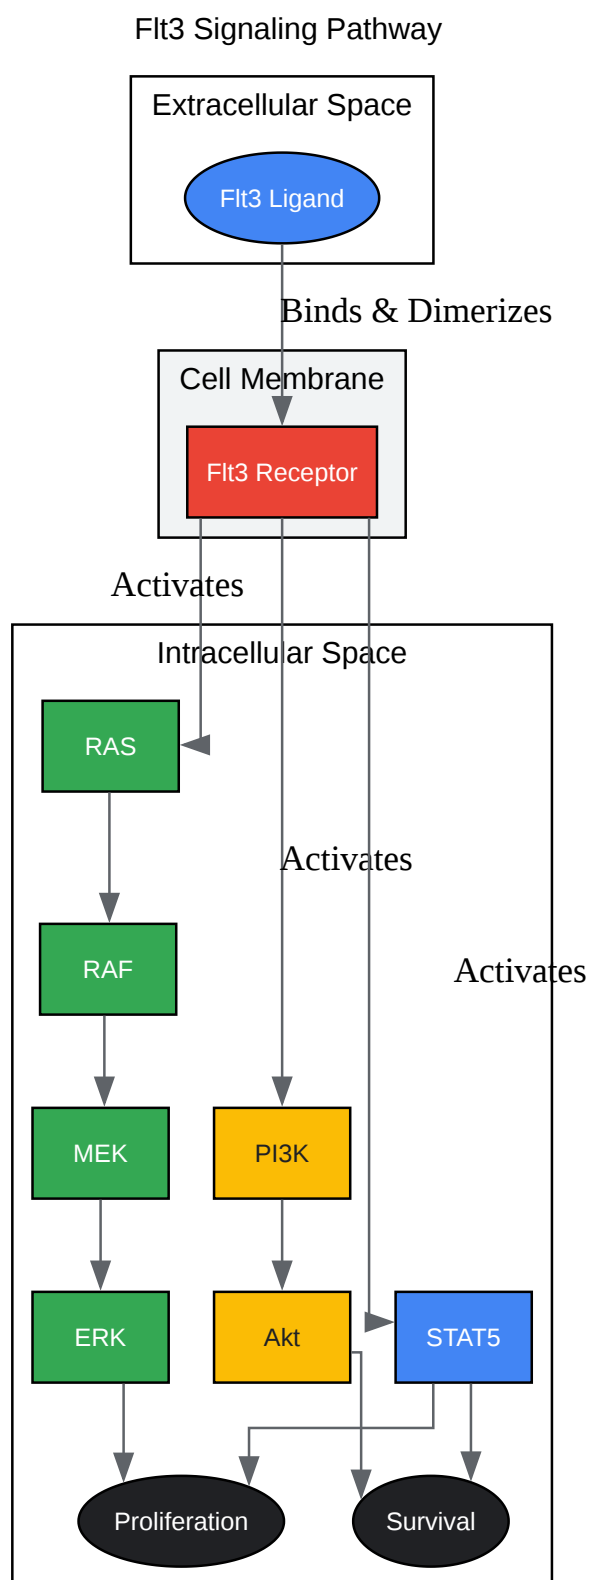 Flt3 Signaling Pathway
Extracellular Space
Flt3 Ligand
Binds & Dimerizes
Cell Membrane
Flt3 Receptor
Activates
Intracellular Space
RAS
Activates
RAF
Activates
MEK
PI3K
ERK
Akt
STAT5
Proliferation
Survival